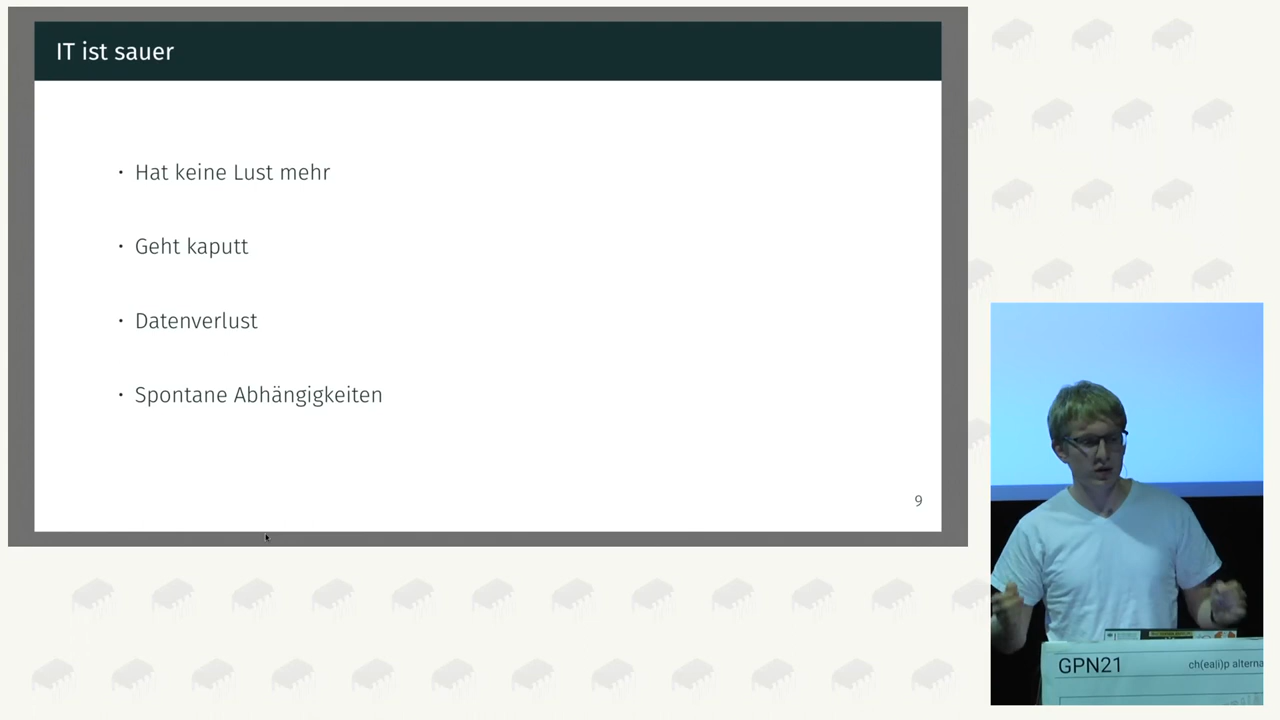 IT ist sauer
• Hat keine Lust mehr
• Geht kaputt
• Datenverlust
• Spontane Abhängigkeiten
9
GPN21
ch(ea|i)p alterna